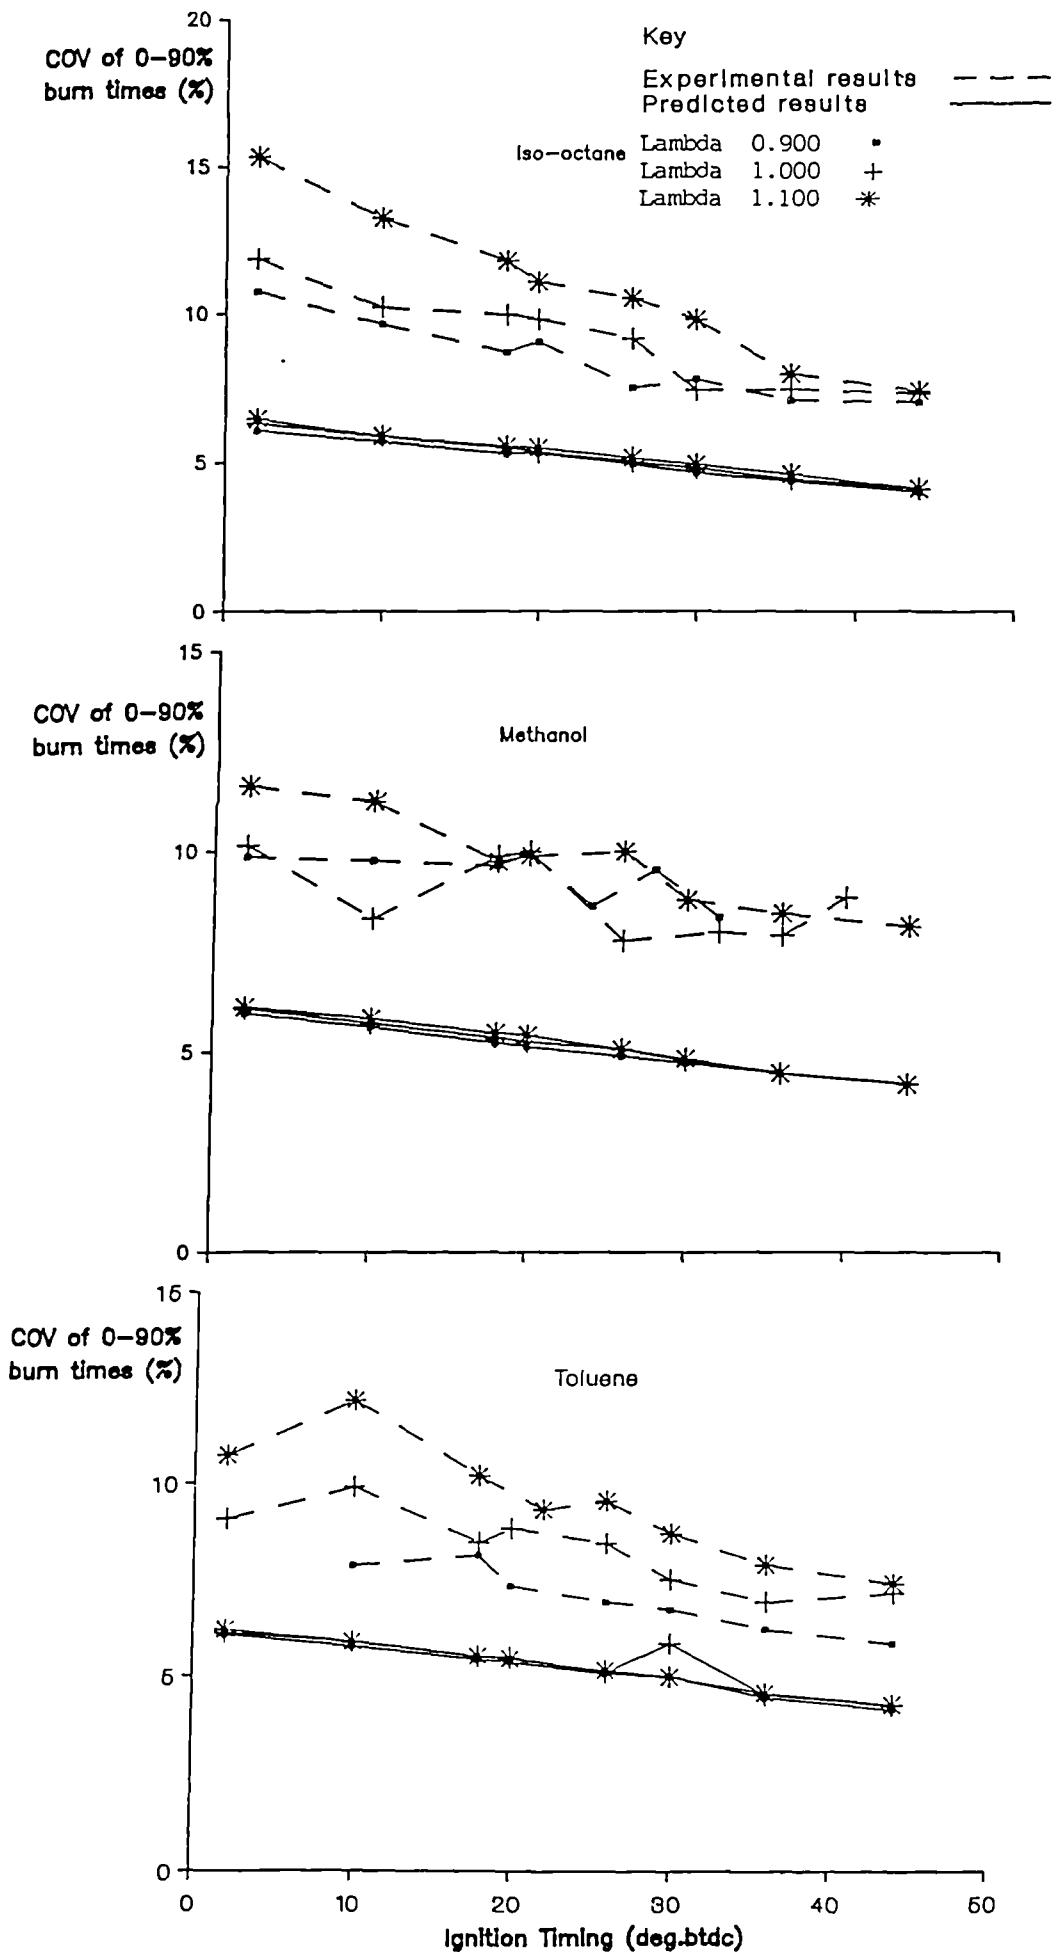 20
COV of 0–90%
burn times (%)
Key
Experimental results
Predicted results
Iso–octane
Lambda 0.900
Lambda 1.000
Lambda 1.100
15
10
5
0
15
COV of 0–90%
burn times (%)
Methanol
10
5
0
15
COV of 0–90%
burn times (%)
Toluene
10
5
0
0 10 20 30 40 50
Ignition Timing (deg.btdc)